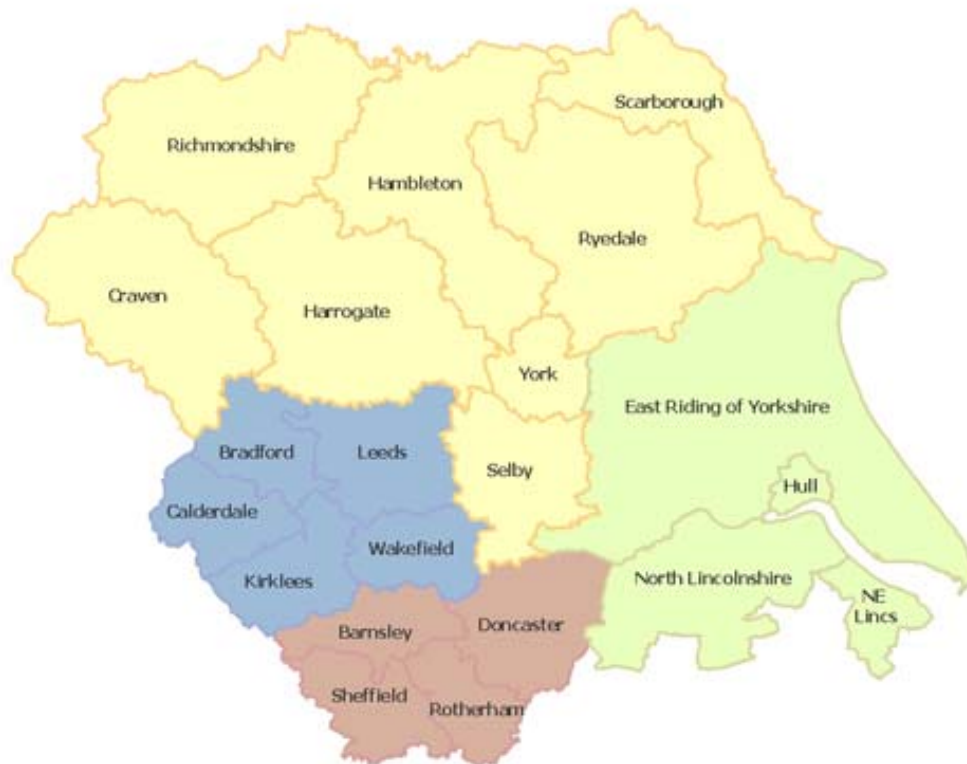 Scarborough
Richmondshire
Hambleton
Ryedale
Craven
Harrogate
York
East Riding of Yorkshire
Bradford
Leeds
Selby
Hull
Calderdale
Wakefield
Kirklees
North Lincolnshire
NE
Lincs
Barnsley
Doncaster
Sheffield
Rotherham